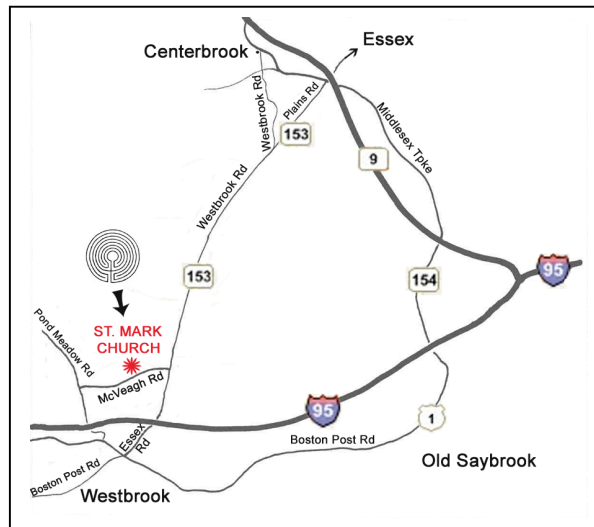 Essex
Centerbrook
Westbrook Rd
Plains Rd
153
Middlesex Tpke
9
Westbrook Rd
153
154
95
Pond Meadow Rd
ST. MARK
CHURCH
McVeagh Rd
95
1
Essex
Rd
Boston Post Rd
Boston Post Rd
Old Saybrook
Westbrook